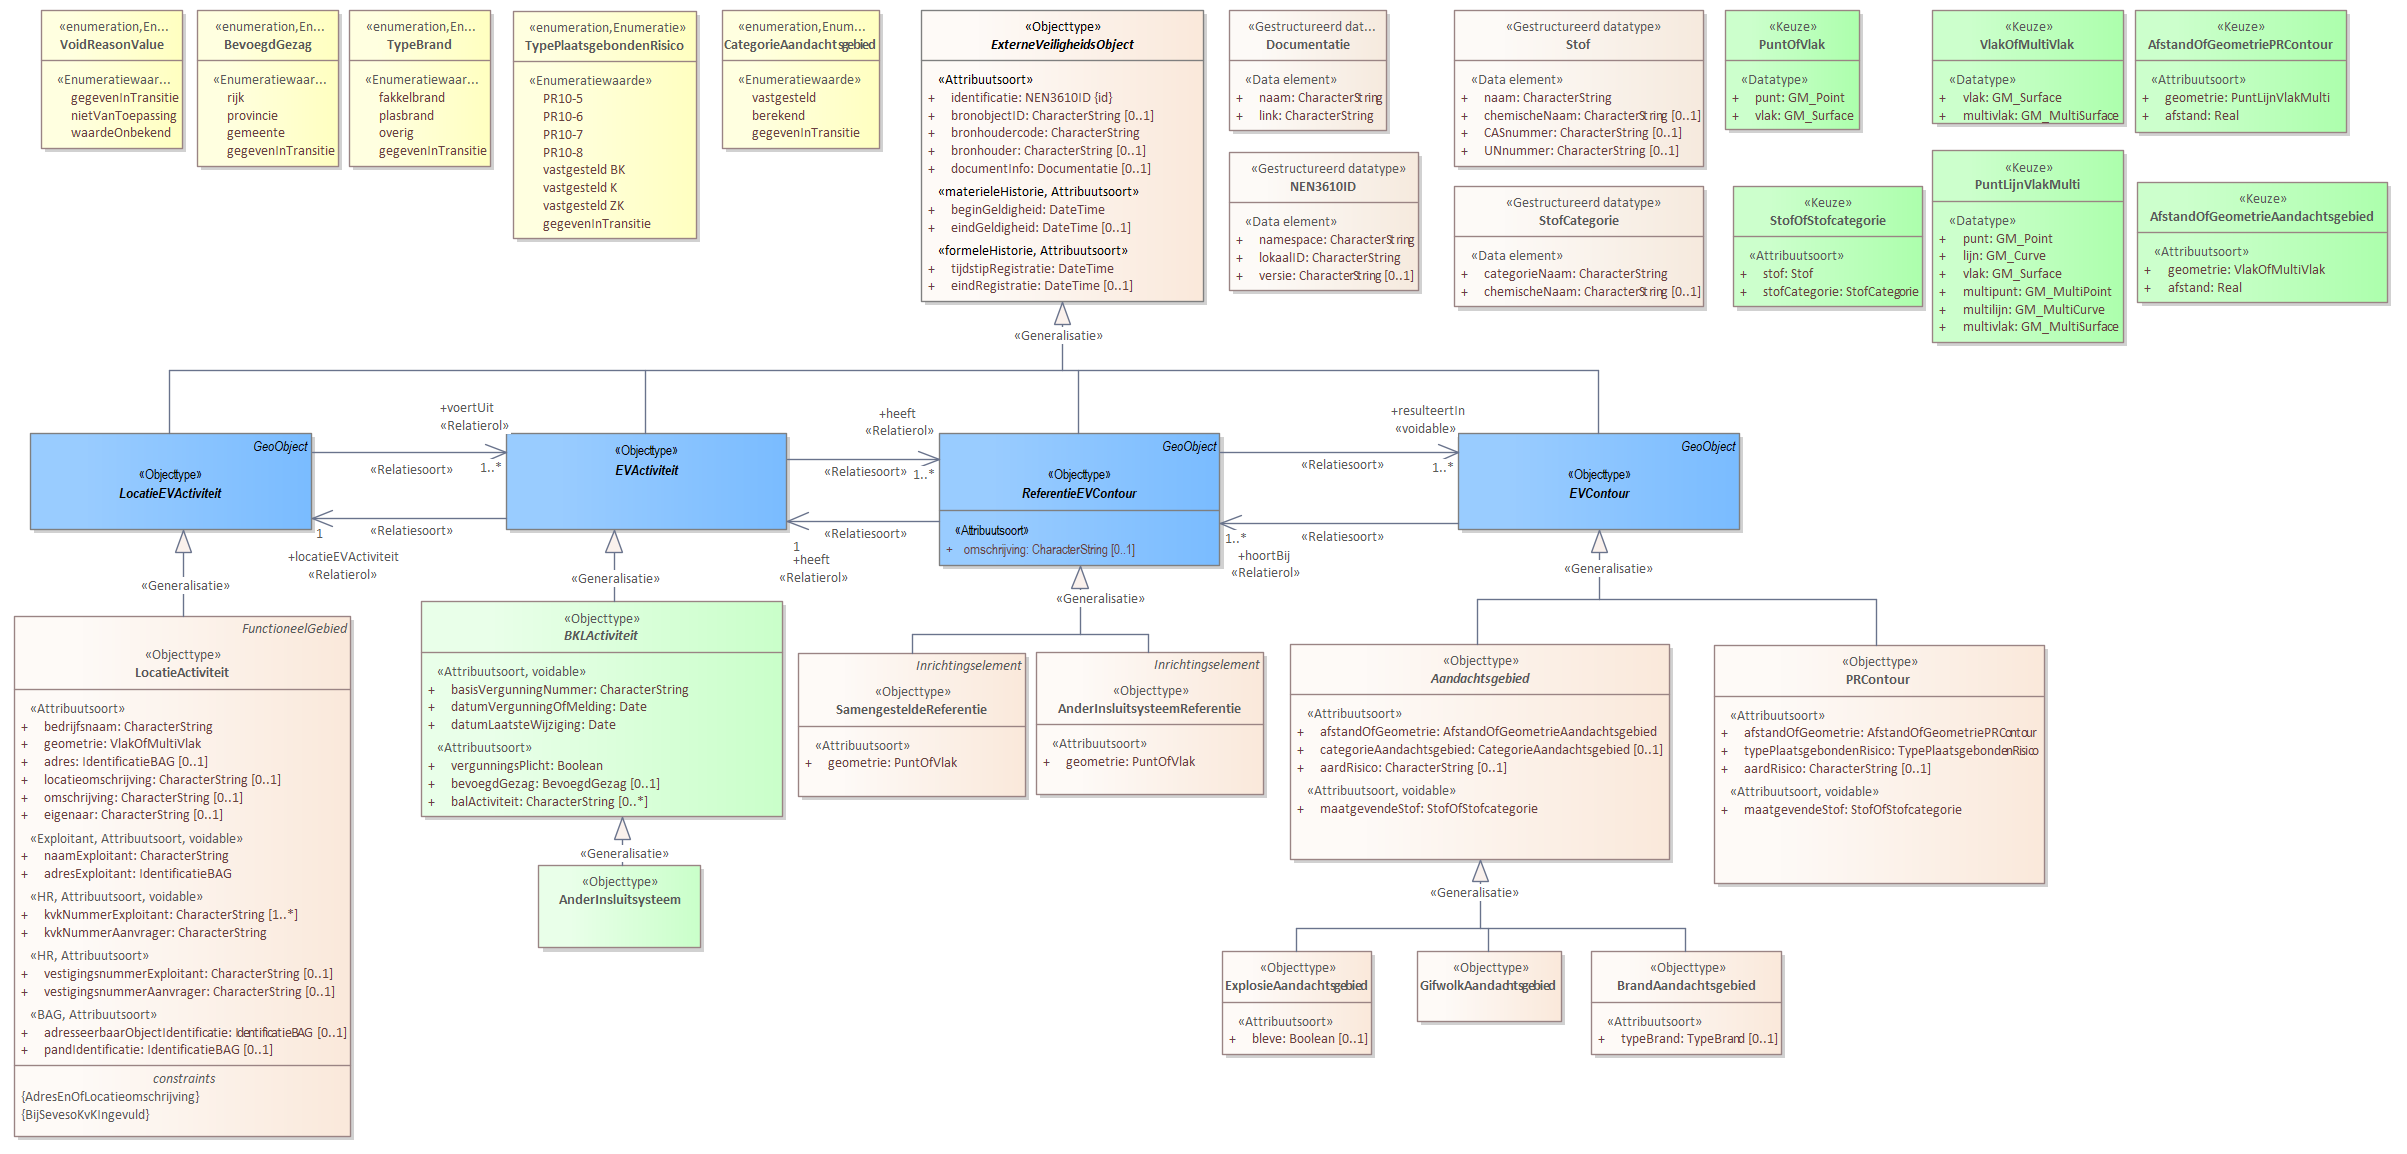 «enumeration,En...
VoidReasonValue
«Enumeratiewaar...
gegevenInTransitie
nietVanToepassing
waardeOnbekend
«enumeration,En...
BevoegdGezag
«Enumeratiewaar...
rijk
provincie
gemeente
gegevenInTransitie
«enumeration,En...
TypeBrand
«Enumeratiewaar...
fakkelbrand
plasbrand
overig
gegevenInTransitie
«enumeration,Enumeratie»
TypePlaatsgebondenRisico
«Enumeratiewaarde»
PR10-5
PR10-6
PR10-7
PR10-8
vastgesteld BK
vastgesteld K
vastgesteld ZK
gegevenInTransitie
«enumeration,Enum...
CategorieAandachtsgebied
«Enumeratiewaarde»
vastgesteld
berekend
gegevenInTransitie
«Objecttype»
ExterneVeiligheidsObject
«Attribuutsoort»
+ identificatie: NEN3610ID {id}
+ bronobjectID: CharacterString [0..1]
+ bronhoudercode: CharacterString
+ bronhouder: CharacterString [0..1]
+ documentInfo: Documentatie [0..1]
«materieleHistorie, Attribuutsoort»
+ beginGeldigheid: DateTime
+ eindGeldigheid: DateTime [0..1]
«formeleHistorie, Attribuutsoort»
+ tijdstipRegistratie: DateTime
+ eindRegistratie: DateTime [0..1]
«Gestructureerd dat...
Documentatie
«Data element»
+ naam: CharacterString
+ link: CharacterString
«Gestructureerd datatype»
NEN3610ID
«Data element»
+ namespace: CharacterString
+ lokaalID: CharacterString
+ versie: CharacterString [0..1]
«Gestructureerd datatype»
Stof
«Data element»
+ naam: CharacterString
+ chemischeNaam: CharacterString [0..1]
+ CASnummer: CharacterString [0..1]
+ UNnummer: CharacterString [0..1]
«Gestructureerd datatype»
StofCategorie
«Data element»
+ categorieNaam: CharacterString
+ chemischeNaam: CharacterString [0..1]
«Keuze»
PuntOfVlak
«Datatype»
+ punt: GM_Point
+ vlak: GM_Surface
«Keuze»
StofOfStofcategorie
«Attribuutsoort»
+ stof: Stof
+ stofCategorie: StofCategorie
«Keuze»
VlakOfMultiVlak
«Datatype»
+ vlak: GM_Surface
+ multivlak: GM_MultiSurface
«Keuze»
PuntLijnVlakMulti
«Datatype»
+ punt: GM_Point
+ lijn: GM_Curve
+ vlak: GM_Surface
+ multipunt: GM_MultiPoint
+ multilijn: GM_MultiCurve
+ multivlak: GM_MultiSurface
«Keuze»
AfstandOfGeometriePRContour
«Attribuutsoort»
+ geometrie: PuntLijnVlakMulti
+ afstand: Real
«Keuze»
AfstandOfGeometrieAandachtsgebied
«Attribuutsoort»
+ geometrie: VlakOfMultiVlak
+ afstand: Real
«Generalisatie»
GeoObject
«Objecttype»
LocatieEVActiviteit
+voertUit
«Relatierol»
«Relatiesoort»
1..*
«Relatiesoort»
1
+locatieEVActiviteit
«Relatierol»
«Objecttype»
EVActiviteit
+heeft
«Relatierol»
«Relatiesoort»
1..*
«Relatiesoort»
1
+heeft
«Relatierol»
GeoObject
«Objecttype»
ReferentieEVContour
«Attribuutsoort»
+ omschrijving: CharacterString [0..1]
+resulteertIn
«voidable»
«Relatiesoort»
1..*
«Relatiesoort»
1..*
+hoortBij
«Relatierol»
GeoObject
«Objecttype»
EVContour
«Generalisatie»
«Generalisatie»
«Generalisatie»
«Generalisatie»
FunctioneelGebied
«Objecttype»
LocatieActiviteit
«Attribuutsoort»
+ bedrijfsnaam: CharacterString
+ geometrie: VlakOfMultiVlak
+ adres: IdentificatieBAG [0..1]
+ locatieomschrijving: CharacterString [0..1]
+ omschrijving: CharacterString [0..1]
+ eigenaar: CharacterString [0..1]
«Exploitant, Attribuutsoort, voidable»
+ naamExploitant: CharacterString
+ adresExploitant: IdentificatieBAG
«HR, Attribuutsoort, voidable»
+ kvkNummerExploitant: CharacterString [1..*]
+ kvkNummerAanvrager: CharacterString
«HR, Attribuutsoort»
+ vestigingsnummerExploitant: CharacterString [0..1]
+ vestigingsnummerAanvrager: CharacterString [0..1]
«BAG, Attribuutsoort»
+ adresseerbaarObjectIdentificatie: IdentificatieBAG [0..1]
+ pandIdentificatie: IdentificatieBAG [0..1]
constraints
{AdresEnOfLocatieomschrijving}
{BijSevesoKvKIngevuld}
«Objecttype»
BKLActiviteit
«Attribuutsoort, voidable»
+ basisVergunningNummer: CharacterString
+ datumVergunningOfMelding: Date
+ datumLaatsteWijziging: Date
«Attribuutsoort»
+ vergunningsPlicht: Boolean
+ bevoegdGezag: BevoegdGezag [0..1]
+ balActiviteit: CharacterString [0..*]
«Generalisatie»
«Objecttype»
AnderInsluitsysteem
Inrichtingselement
«Objecttype»
SamengesteldeReferentie
«Attribuutsoort»
+ geometrie: PuntOfVlak
Inrichtingselement
«Objecttype»
AnderInsluitsysteemReferentie
«Attribuutsoort»
+ geometrie: PuntOfVlak
«Objecttype»
Aandachtsgebied
«Attribuutsoort»
+ afstandOfGeometrie: AfstandOfGeometrieAandachtsgebied
+ categorieAandachtsgebied: CategorieAandachtsgebied [0..1]
+ aardRisico: CharacterString [0..1]
«Attribuutsoort, voidable»
+ maatgevendeStof: StofOfStofcategorie
«Objecttype»
PRContour
«Attribuutsoort»
+ afstandOfGeometrie: AfstandOfGeometriePRContour
+ typePlaatsgebondenRisico: TypePlaatsgebondenRisico
+ aardRisico: CharacterString [0..1]
«Attribuutsoort, voidable»
+ maatgevendeStof: StofOfStofcategorie
«Generalisatie»
«Objecttype»
ExplosieAandachtsgebied
«Attribuutsoort»
+ bleve: Boolean [0..1]
«Objecttype»
GifwolkAandachtsgebied
«Objecttype»
BrandAandachtsgebied
«Attribuutsoort»
+ typeBrand: TypeBrand [0..1]